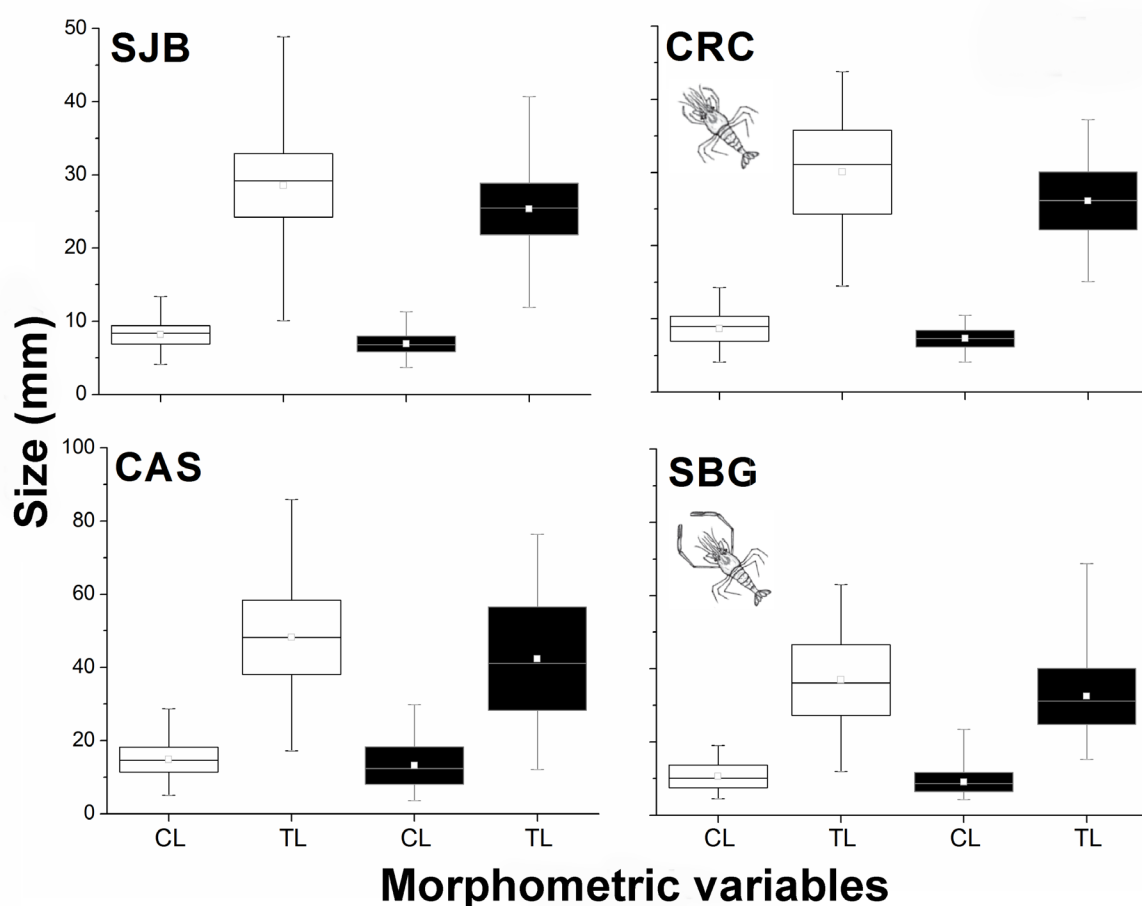 SJB
CRC
50
40
30
20
10
0
CAS
SBG
100
80
60
40
20
0
Size (mm)
CL TL CL TL CL TL CL TL
Morphometric variables